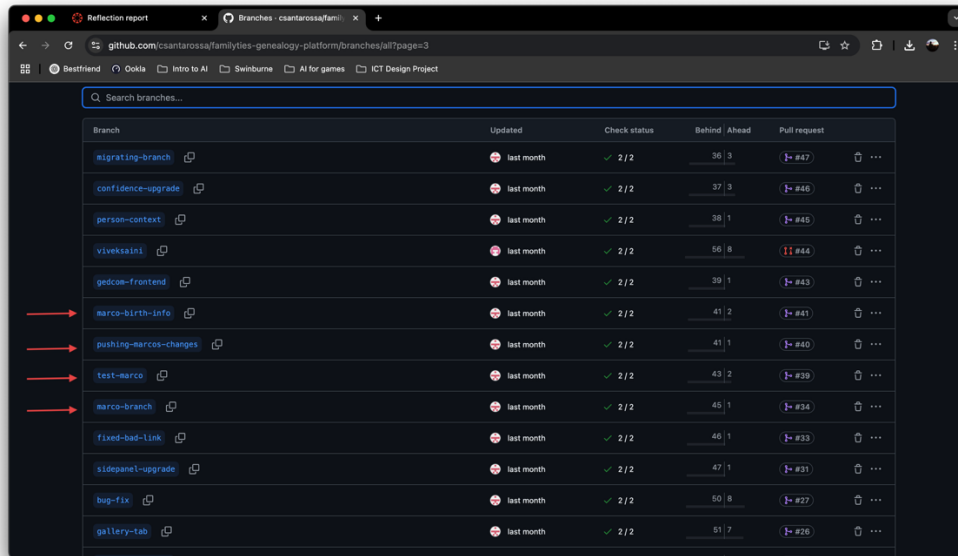 Reflection report
Branches · csantarossa/family
github.com/csantarossa/familyties-genealogy-platform/branches/all?page=3
Bestfriend Ookla Intro to AI Swinburne AI for games ICT Design Project
Search branches...
Branch Updated Check status Behind Ahead Pull request
migrating-branch last month 2 / 2 36 3 #47
confidence-upgrade last month 2 / 2 37 3 #46
person-context last month 2 / 2 38 1 #45
viveksaini last month 2 / 2 56 8 #44
gedcom-frontend last month 2 / 2 39 1 #43
marco-birth-info last month 2 / 2 41 2 #41
pushing-marcos-changes last month 2 / 2 41 1 #40
test-marco last month 2 / 2 43 2 #39
marco-branch last month 2 / 2 45 1 #34
fixed-bad-link last month 2 / 2 46 1 #33
sidepanel-upgrade last month 2 / 2 47 1 #31
bug-fix last month 2 / 2 50 8 #27
gallery-tab last month 2 / 2 51 7 #26